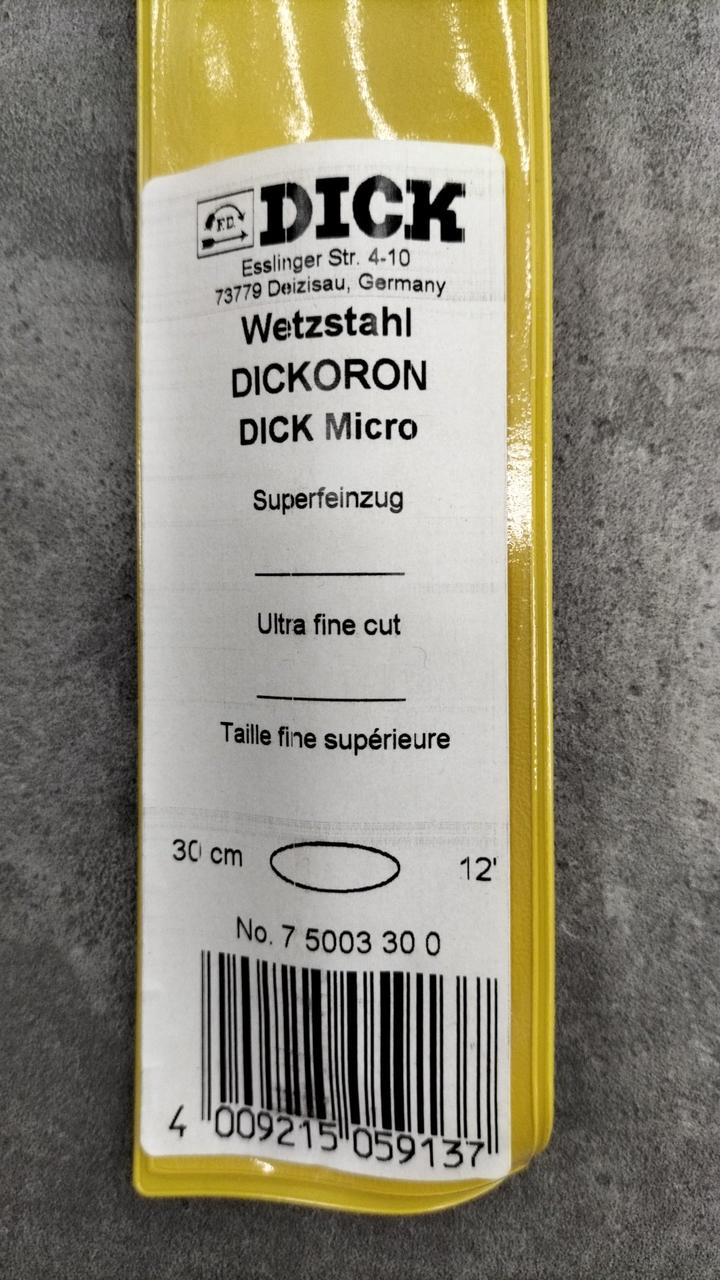 F.D.
DICK
Esslinger Str. 4-10
73779 Deizisau, Germany
Wetzstahl
DICKORON
DICK Micro
Superfeinzug
Ultra fine cut
Taille fine supérieure
30 cm 12'
No. 7 5003 30 0
4 009215 059137